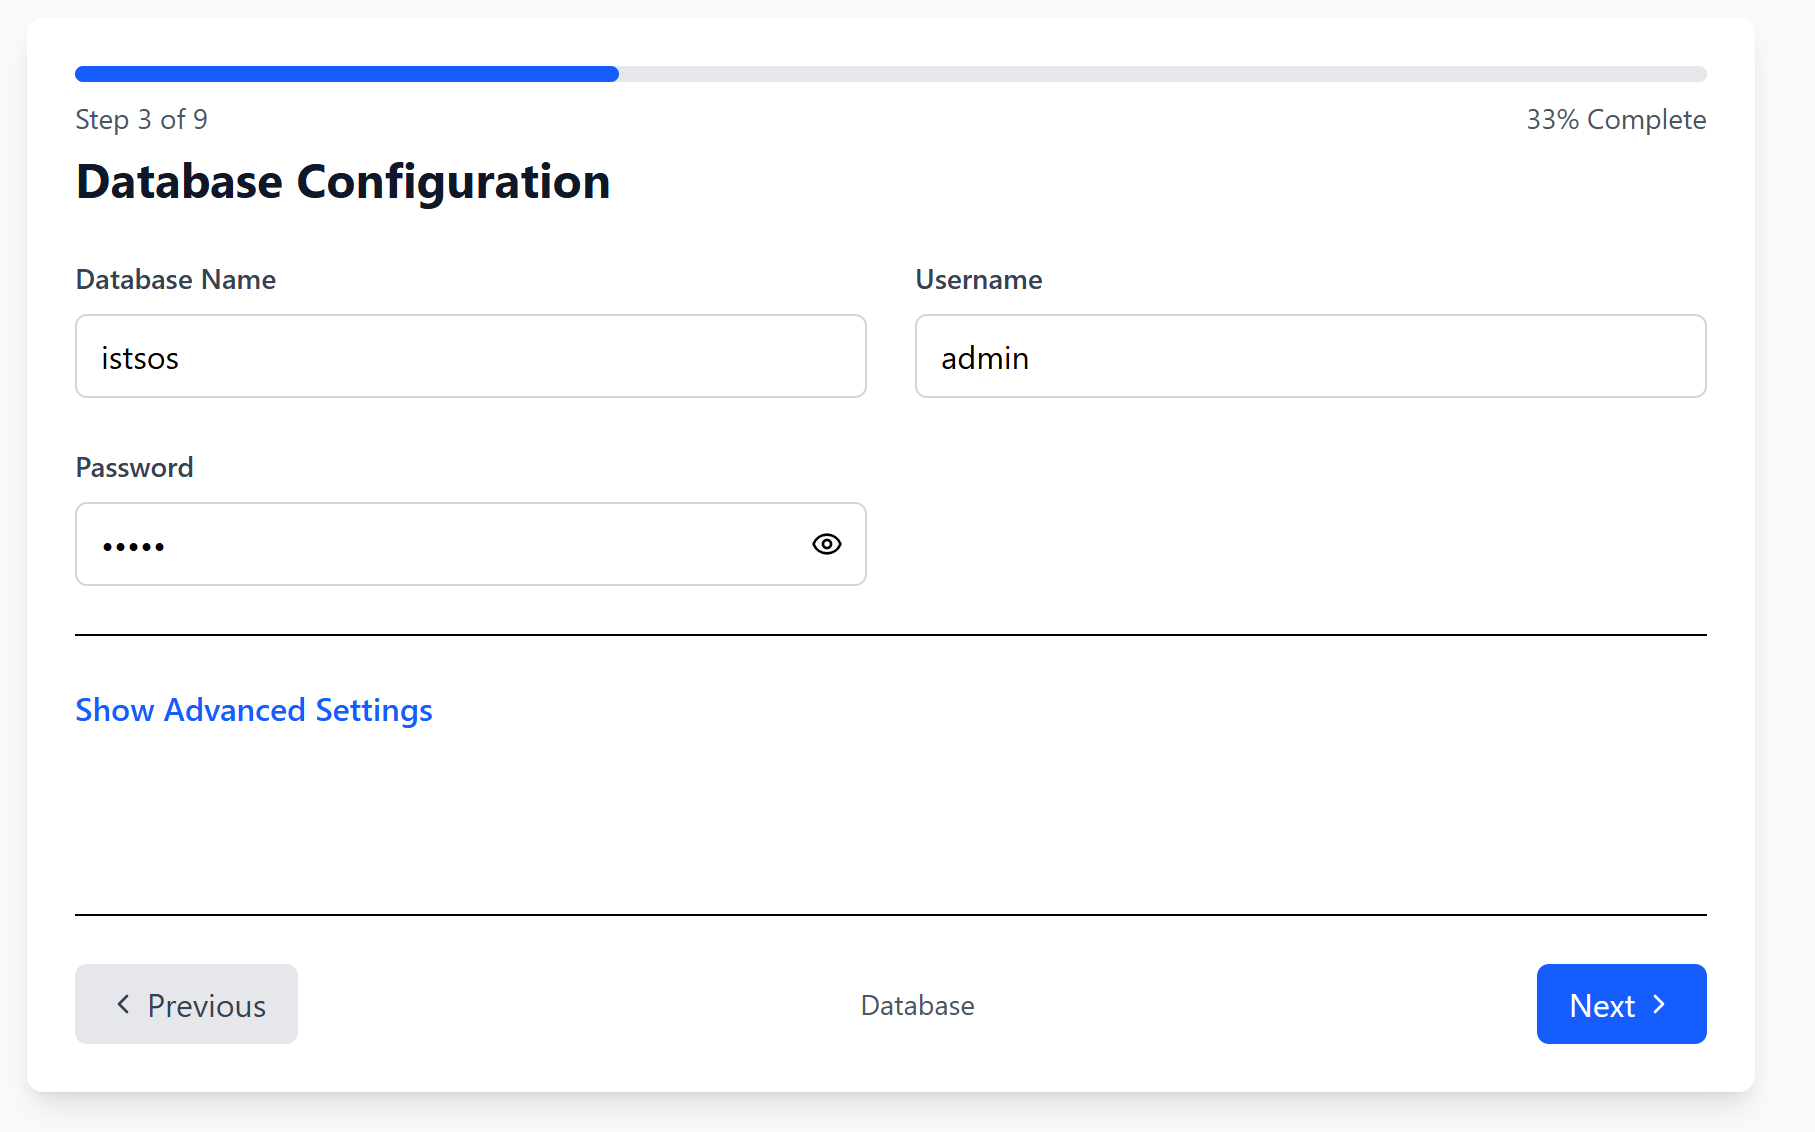 Step 3 of 9
33% Complete
Database Configuration
Database Name
Username
istsos
admin
Password
•••••
Show Advanced Settings
Previous
Database
Next